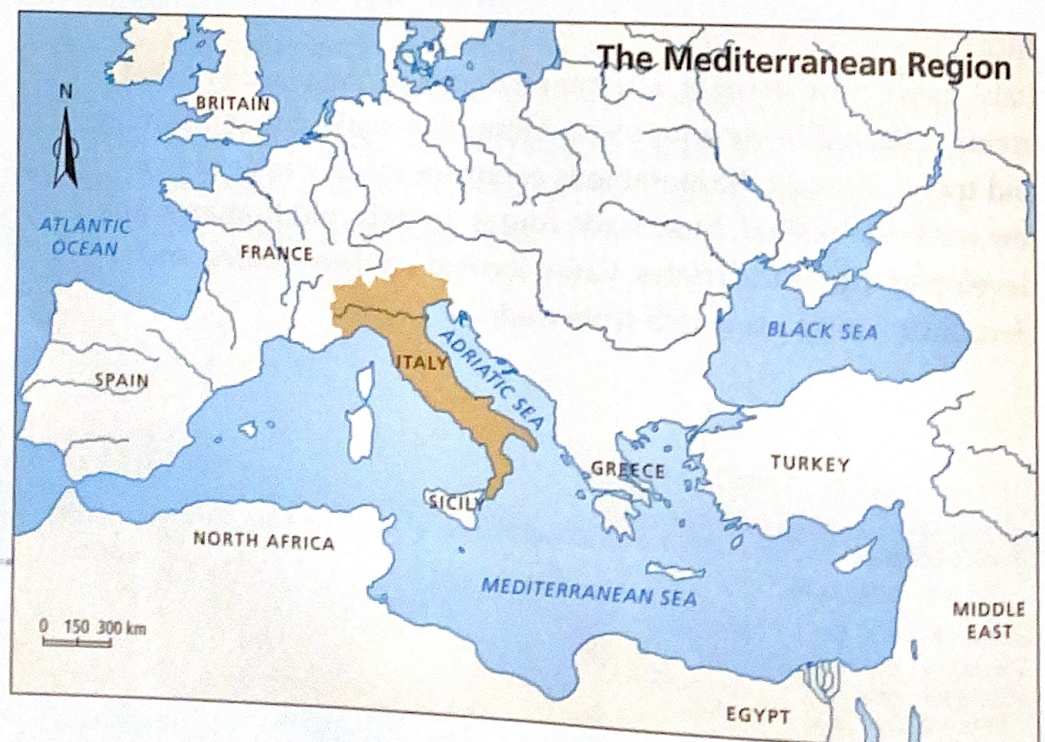 The Mediterranean Region
N
BRITAIN
ATLANTIC
OCEAN
FRANCE
BLACK SEA
ITALY
ADRIATIC SEA
SPAIN
GREECE
TURKEY
SICILY
NORTH AFRICA
MEDITERRANEAN SEA
MIDDLE
EAST
0 150 300 km
EGYPT